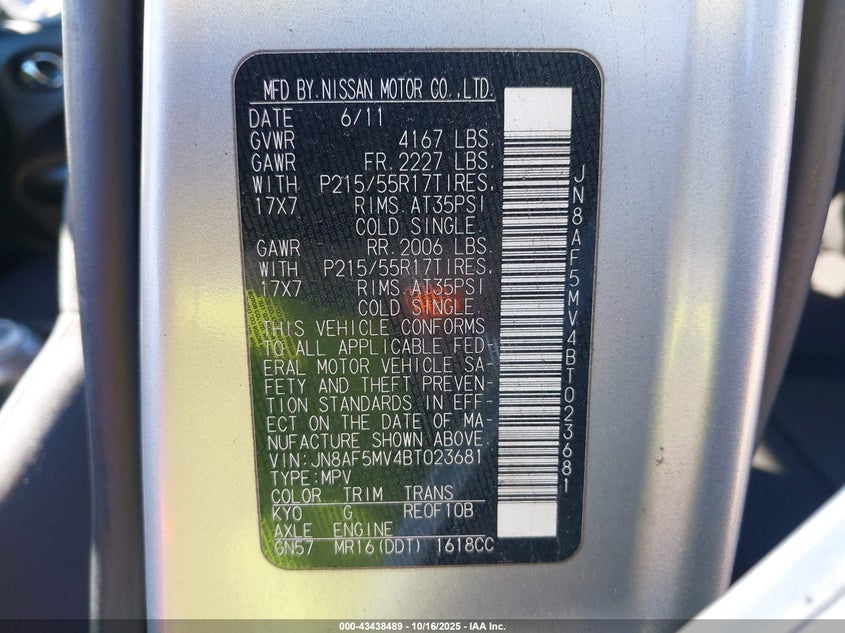 MFD BY.NISSAN MOTOR CO.,LTD.
DATE 6/11
GVWR 4167 LBS.
GAWR FR.2227 LBS.
WITH P215/55R17TIRES,
17X7 RIMS.AT35PSI
COLD SINGLE.
GAWR RR.2006 LBS.
WITH P215/55R17TIRES,
17X7 RIMS.AT35PSI
COLD SINGLE.
THIS VEHICLE CONFORMS
TO ALL APPLICABLE FED-
ERAL MOTOR VEHICLE SA-
FETY AND THEFT PREVEN-
TION STANDARDS IN EFF-
ECT ON THE DATE OF MA-
NUFACTURE SHOWN ABOVE.
VIN:JN8AF5MV4BT023681
TYPE:MPV
COLOR TRIM TRANS
KY0 G RE0F10B
AXLE ENGINE
GN57 MR16(DDT) 1618CC
JN8AF5MV4BT023681
000-43438489 - 10/16/2025 - IAA Inc.